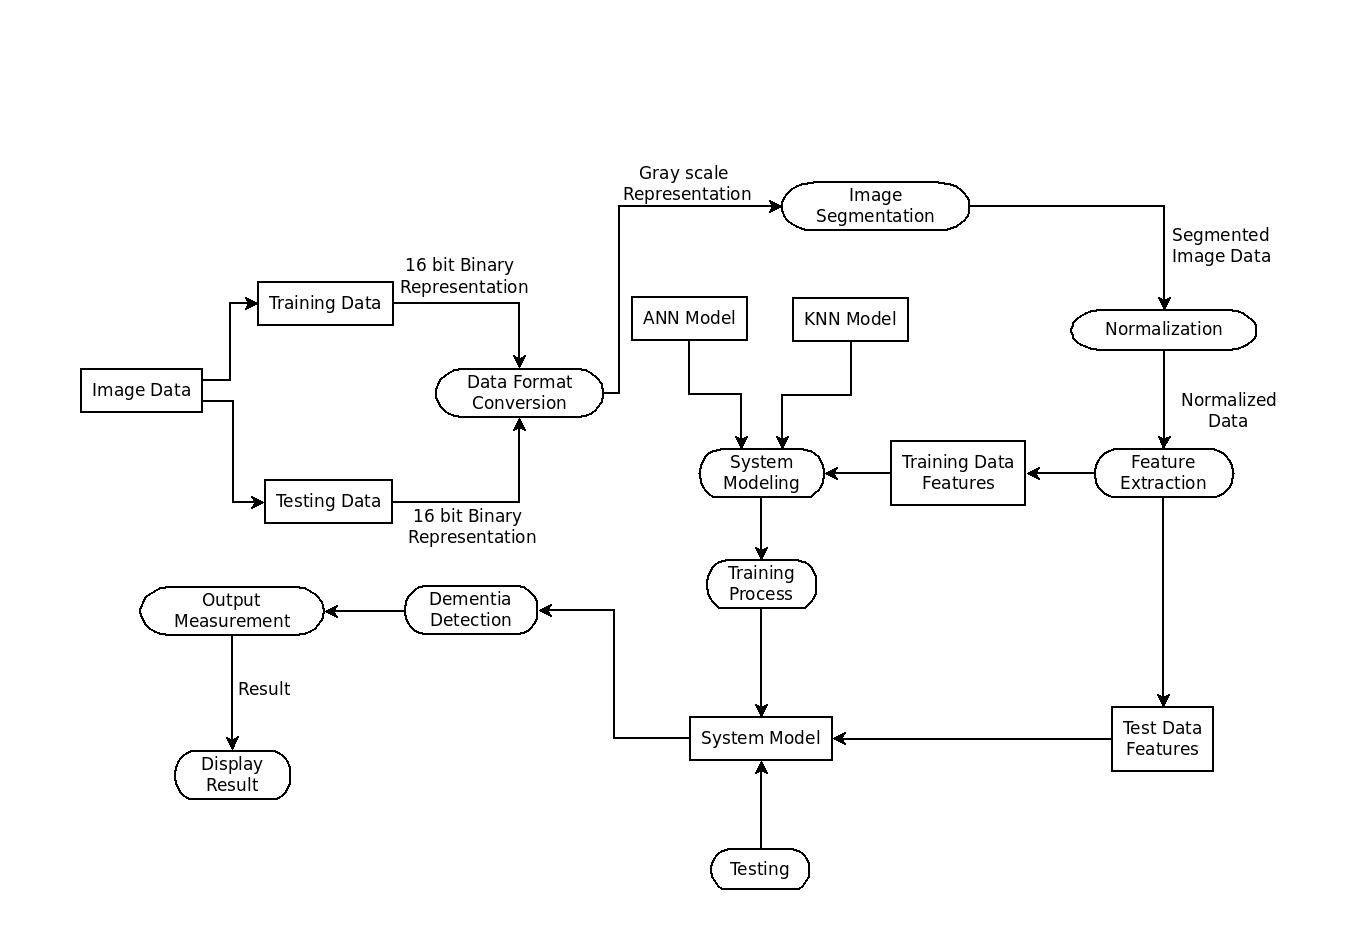 Gray scale
Representation
Image
Segmentation
Segmented
Image Data
16 bit Binary
Representation
Training Data
ANN Model
KNN Model
Normalization
Image Data
Data Format
Conversion
Normalized
Data
System
Modeling
Training Data
Features
Feature
Extraction
Testing Data
16 bit Binary
Representation
Training
Process
Output
Measurement
Dementia
Detection
Result
System Model
Test Data
Features
Display
Result
Testing